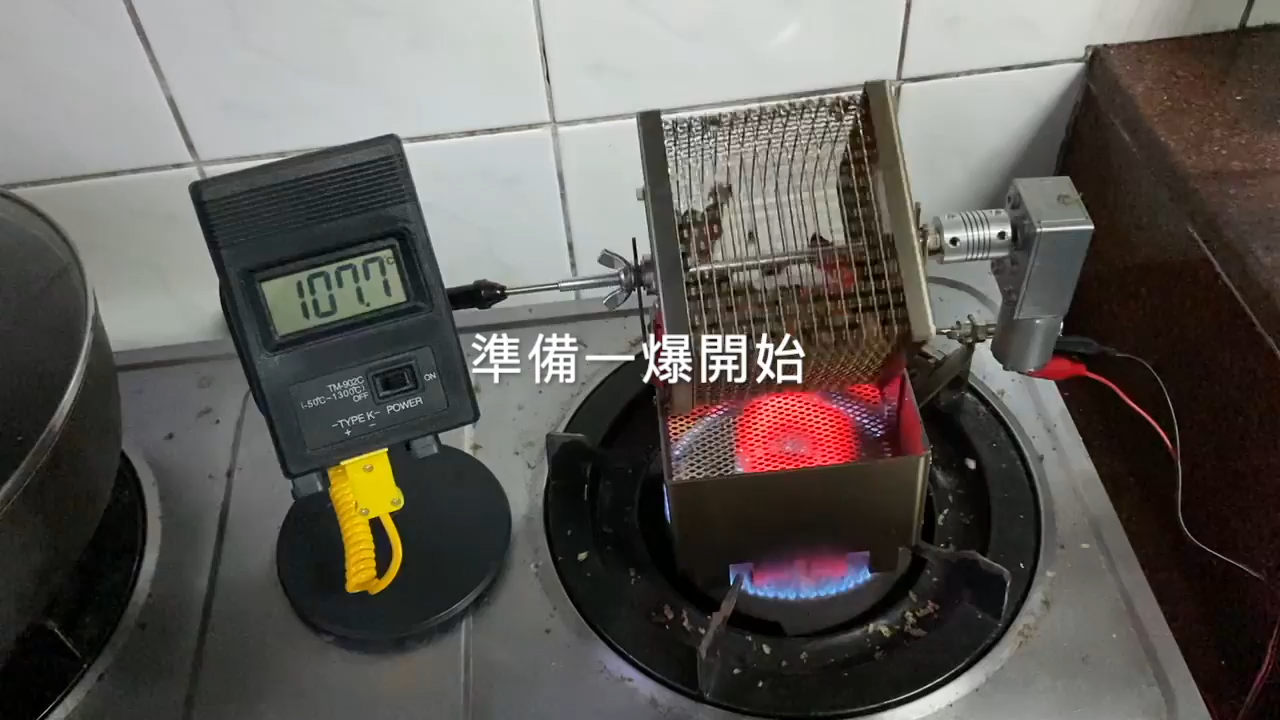 107.7°C
準備一爆開始
TM-902C
(-50℃~1300℃)
ON
OFF
-TYPE K- POWER
+ -